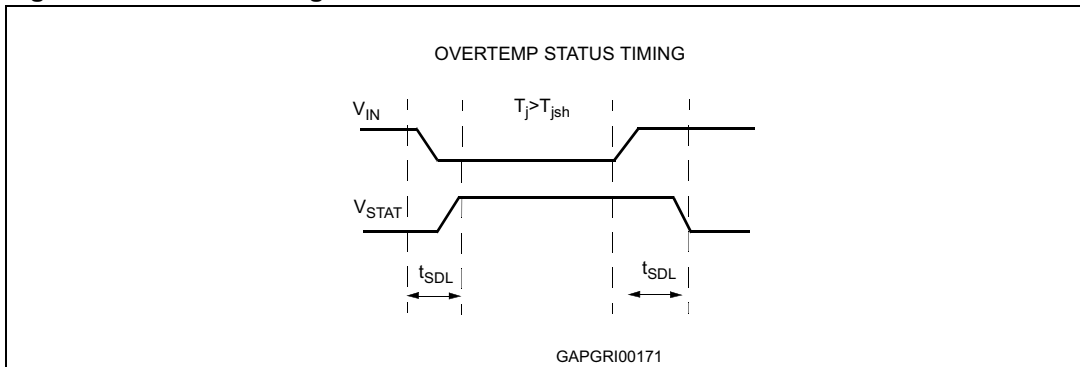 OVERTEMP STATUS TIMING
V_IN
T_j>T_jsh
V_STAT
t_SDL t_SDL
GAPGRI00171